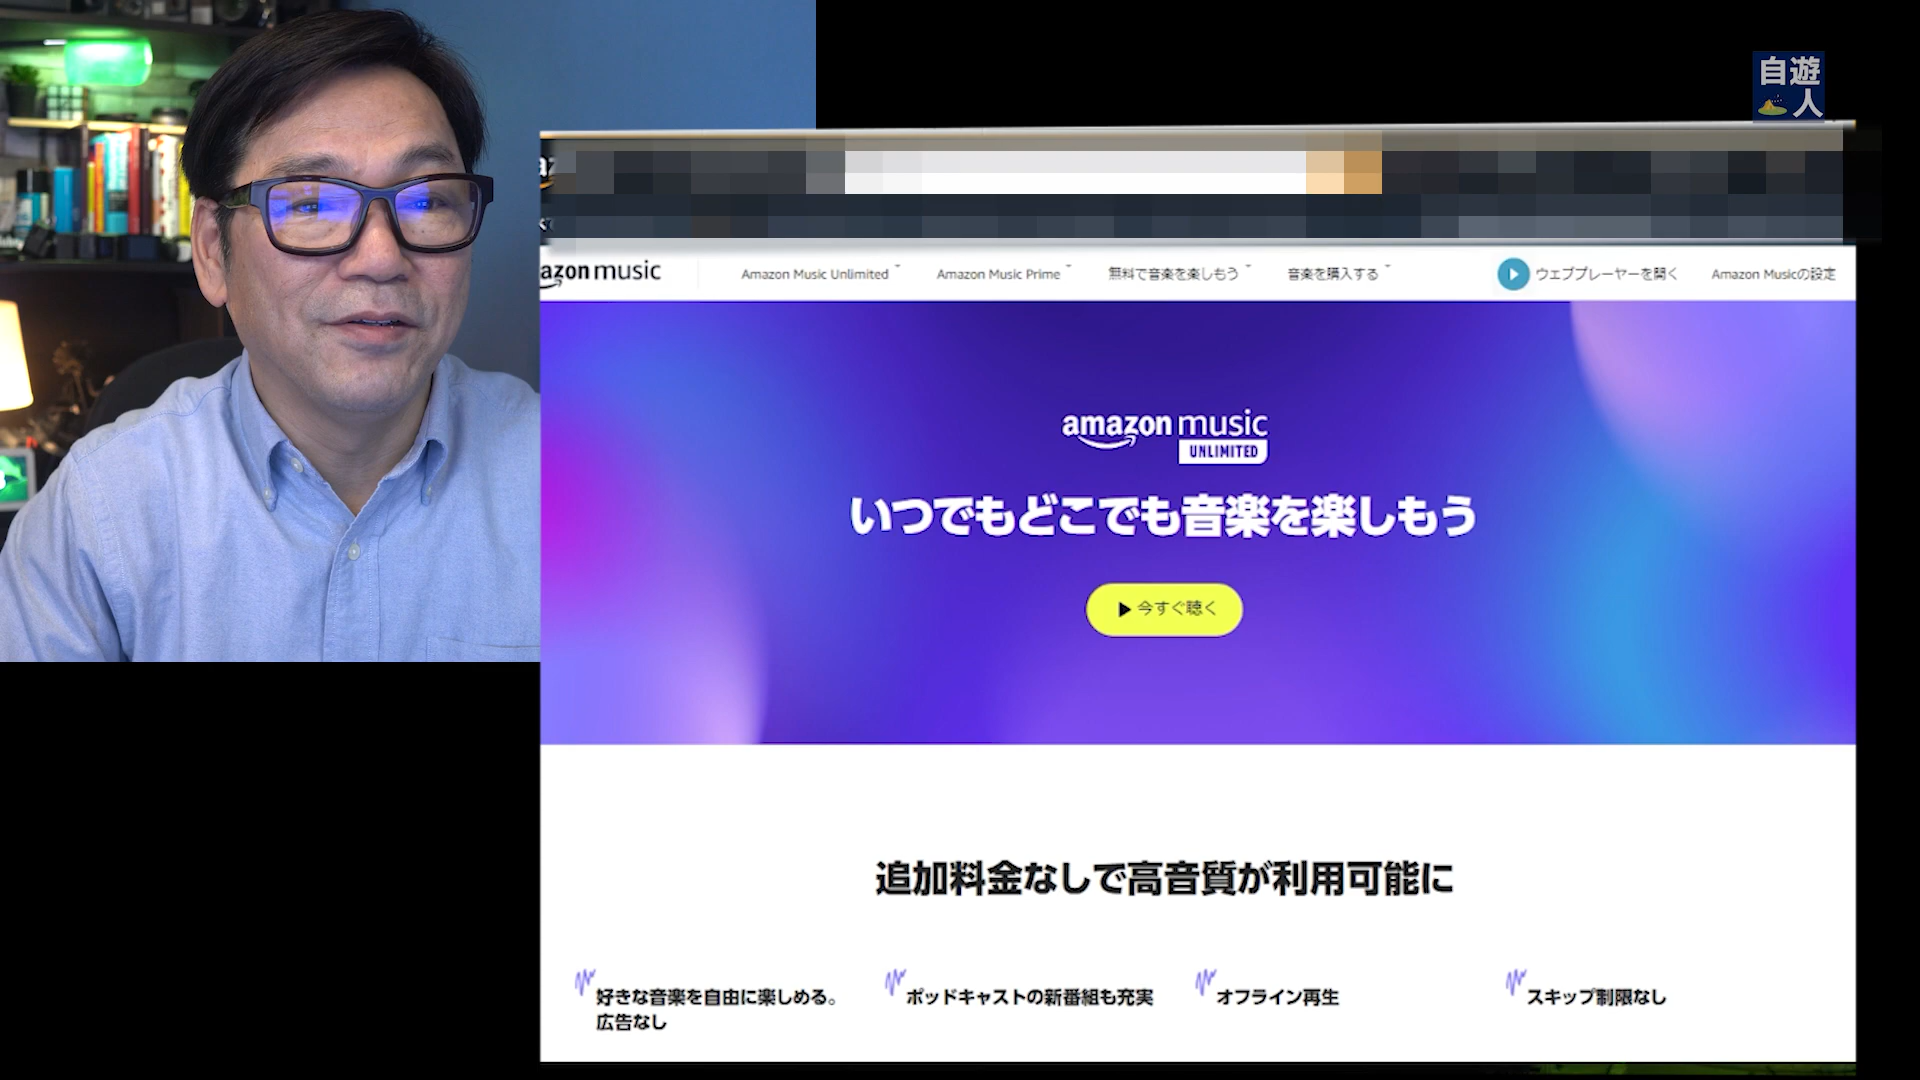 自遊
人
azon music
Amazon Music Unlimited
Amazon Music Prime
無料で音楽を楽しもう
音楽を購入する
ウェブプレーヤーを開く
Amazon Musicの設定
amazon music
UNLIMITED
いつでもどこでも音楽を楽しもう
今すぐ聴く
追加料金なしで高音質が利用可能に
好きな音楽を自由に楽しめる。
広告なし
ポッドキャストの新番組も充実
オフライン再生
スキップ制限なし